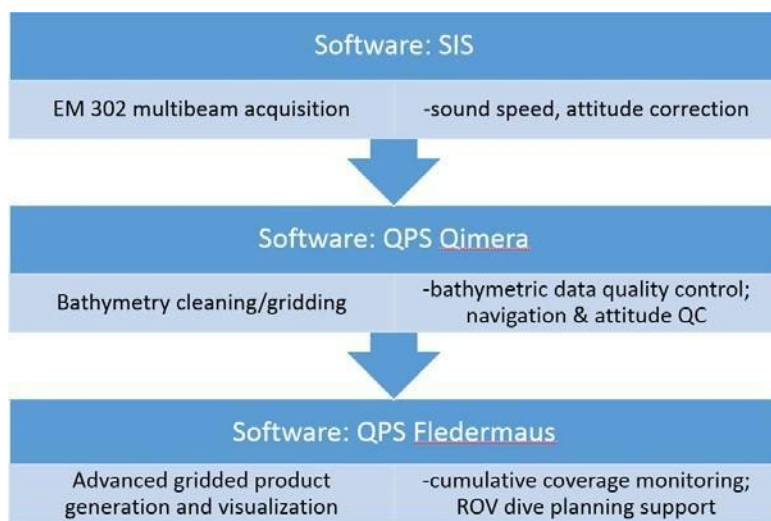 Software: SIS
EM 302 multibeam acquisition
-sound speed, attitude correction
Software: QPS Qimera
Bathymetry cleaning/gridding
-bathymetric data quality control;
navigation & attitude QC
Software: QPS Fledermaus
Advanced gridded product
generation and visualization
-cumulative coverage monitoring;
ROV dive planning support